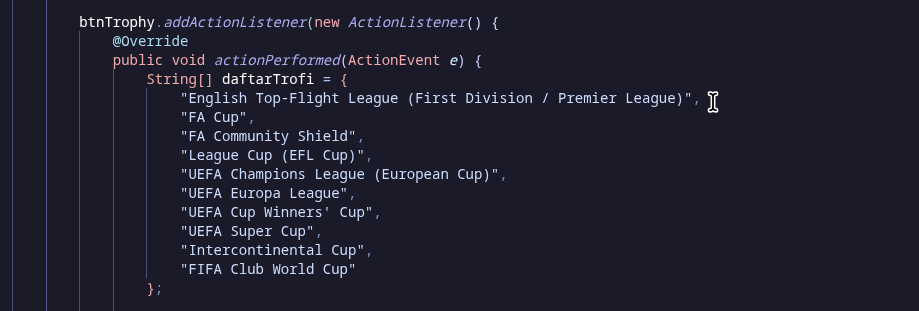 btnTrophy.addActionListener(new ActionListener() {
@Override
public void actionPerformed(ActionEvent e) {
String[] daftarTrofi = {
"English Top-Flight League (First Division / Premier League)",
"FA Cup",
"FA Community Shield",
"League Cup (EFL Cup)",
"UEFA Champions League (European Cup)",
"UEFA Europa League",
"UEFA Cup Winners' Cup",
"UEFA Super Cup",
"Intercontinental Cup",
"FIFA Club World Cup"
};